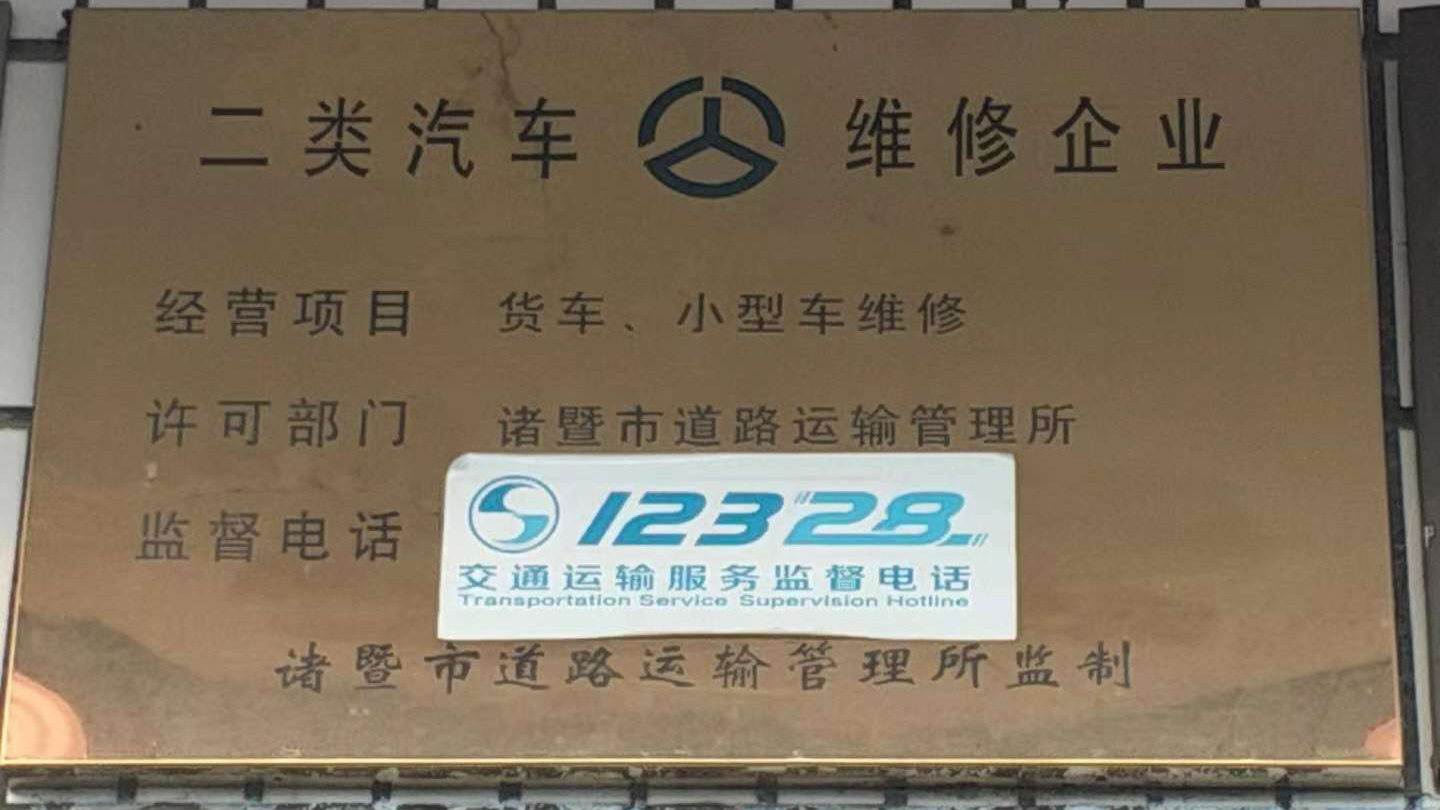 二类汽车 维修企业
经营项目 货车、小型车维修
许可部门 诸暨市道路运输管理所
监督电话 12328
交通运输服务监督电话
Transportation Service Supervision Hotline
诸暨市道路运输管理所监制